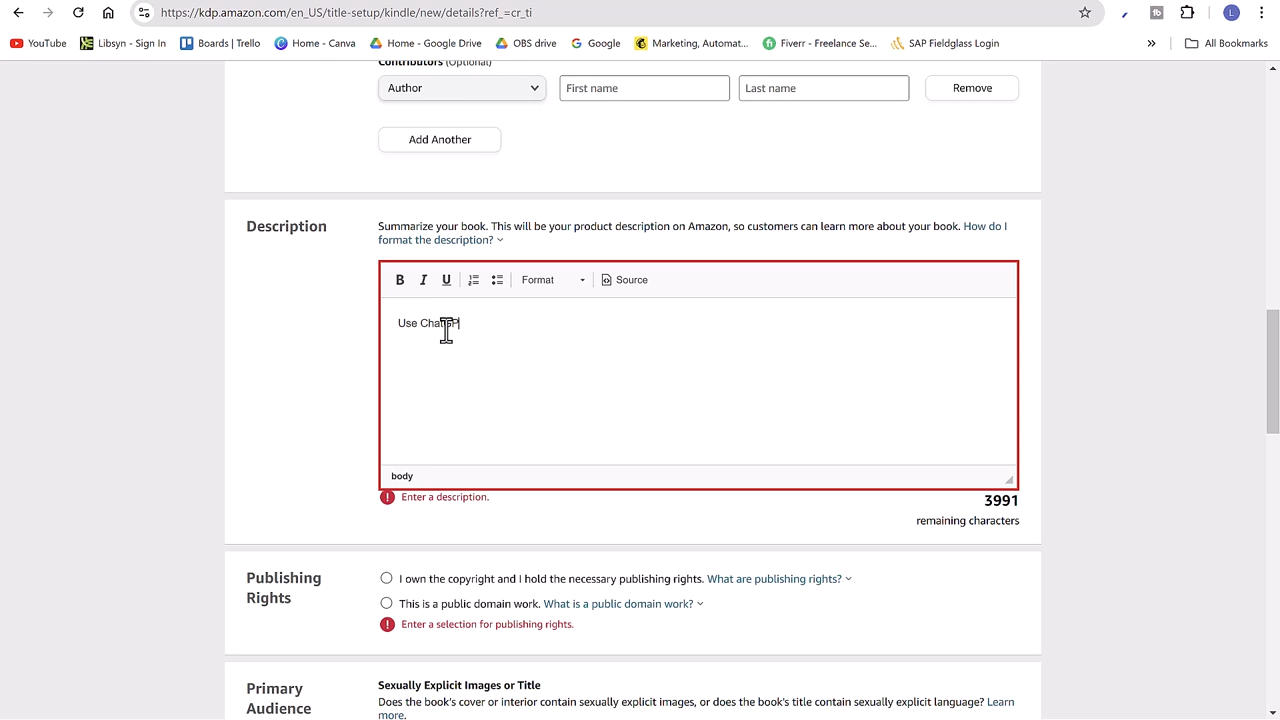 https://kdp.amazon.com/en_US/title-setup/kindle/new/details?ref_=cr_ti
L
YouTube Libsyn - Sign In Boards | Trello Home - Canva Home - Google Drive OBS drive Google Marketing, Automat... Fiverr - Freelance Se... SAP Fieldglass Login » All Bookmarks
Contributors (Optional)
Author First name Last name Remove
Add Another
Description
Summarize your book. This will be your product description on Amazon, so customers can learn more about your book. How do I
format the description?
B I U Format Source
Use
body
Enter a description.
3991
remaining characters
Publishing
Rights
I own the copyright and I hold the necessary publishing rights. What are publishing rights?
This is a public domain work. What is a public domain work?
Enter a selection for publishing rights.
Primary
Audience
Sexually Explicit Images or Title
Does the book's cover or interior contain sexually explicit images, or does the book's title contain sexually explicit language? Learn
more.